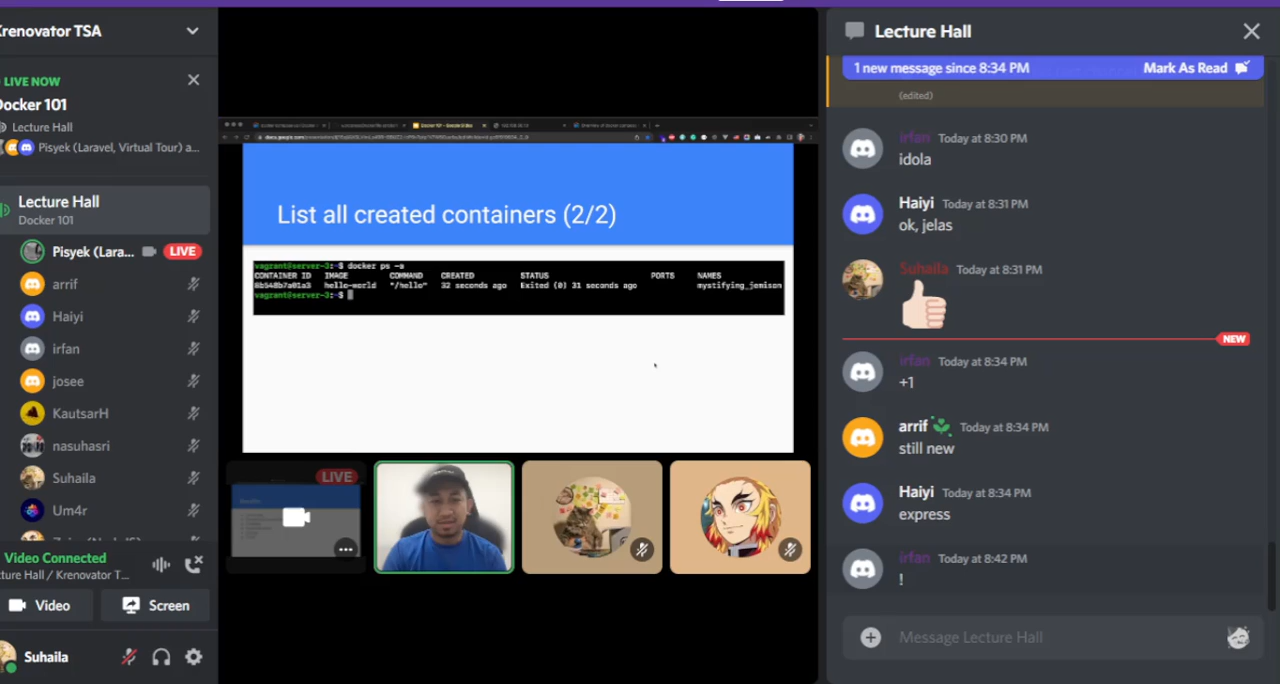 Krenovator TSA
LIVE NOW
Docker 101
Lecture Hall
Pisyek (Laravel, Virtual Tour) a...
Lecture Hall
Docker 101
Pisyek (Lara... LIVE
arrif
Haiyi
irfan
josee
KautsarH
nasuhasri
Suhaila
Um4r
Video Connected
cture Hall / Krenovator T...
Video
Screen
Suhaila
List all created containers (2/2)
vagrant@server-3:~$ docker ps -a
CONTAINER ID IMAGE COMMAND CREATED STATUS PORTS NAMES
hello-world "/hello" 32 seconds ago Exited (0) 31 seconds ago mystifying_jemison
vagrant@server-3:~$
LIVE
Lecture Hall
1 new message since 8:34 PM Mark As Read
(edited)
irfan Today at 8:30 PM
idola
Haiyi Today at 8:31 PM
ok, jelas
Suhaila Today at 8:31 PM
NEW
irfan Today at 8:34 PM
+1
arrif Today at 8:34 PM
still new
Haiyi Today at 8:34 PM
express
irfan Today at 8:42 PM
!
Message Lecture Hall